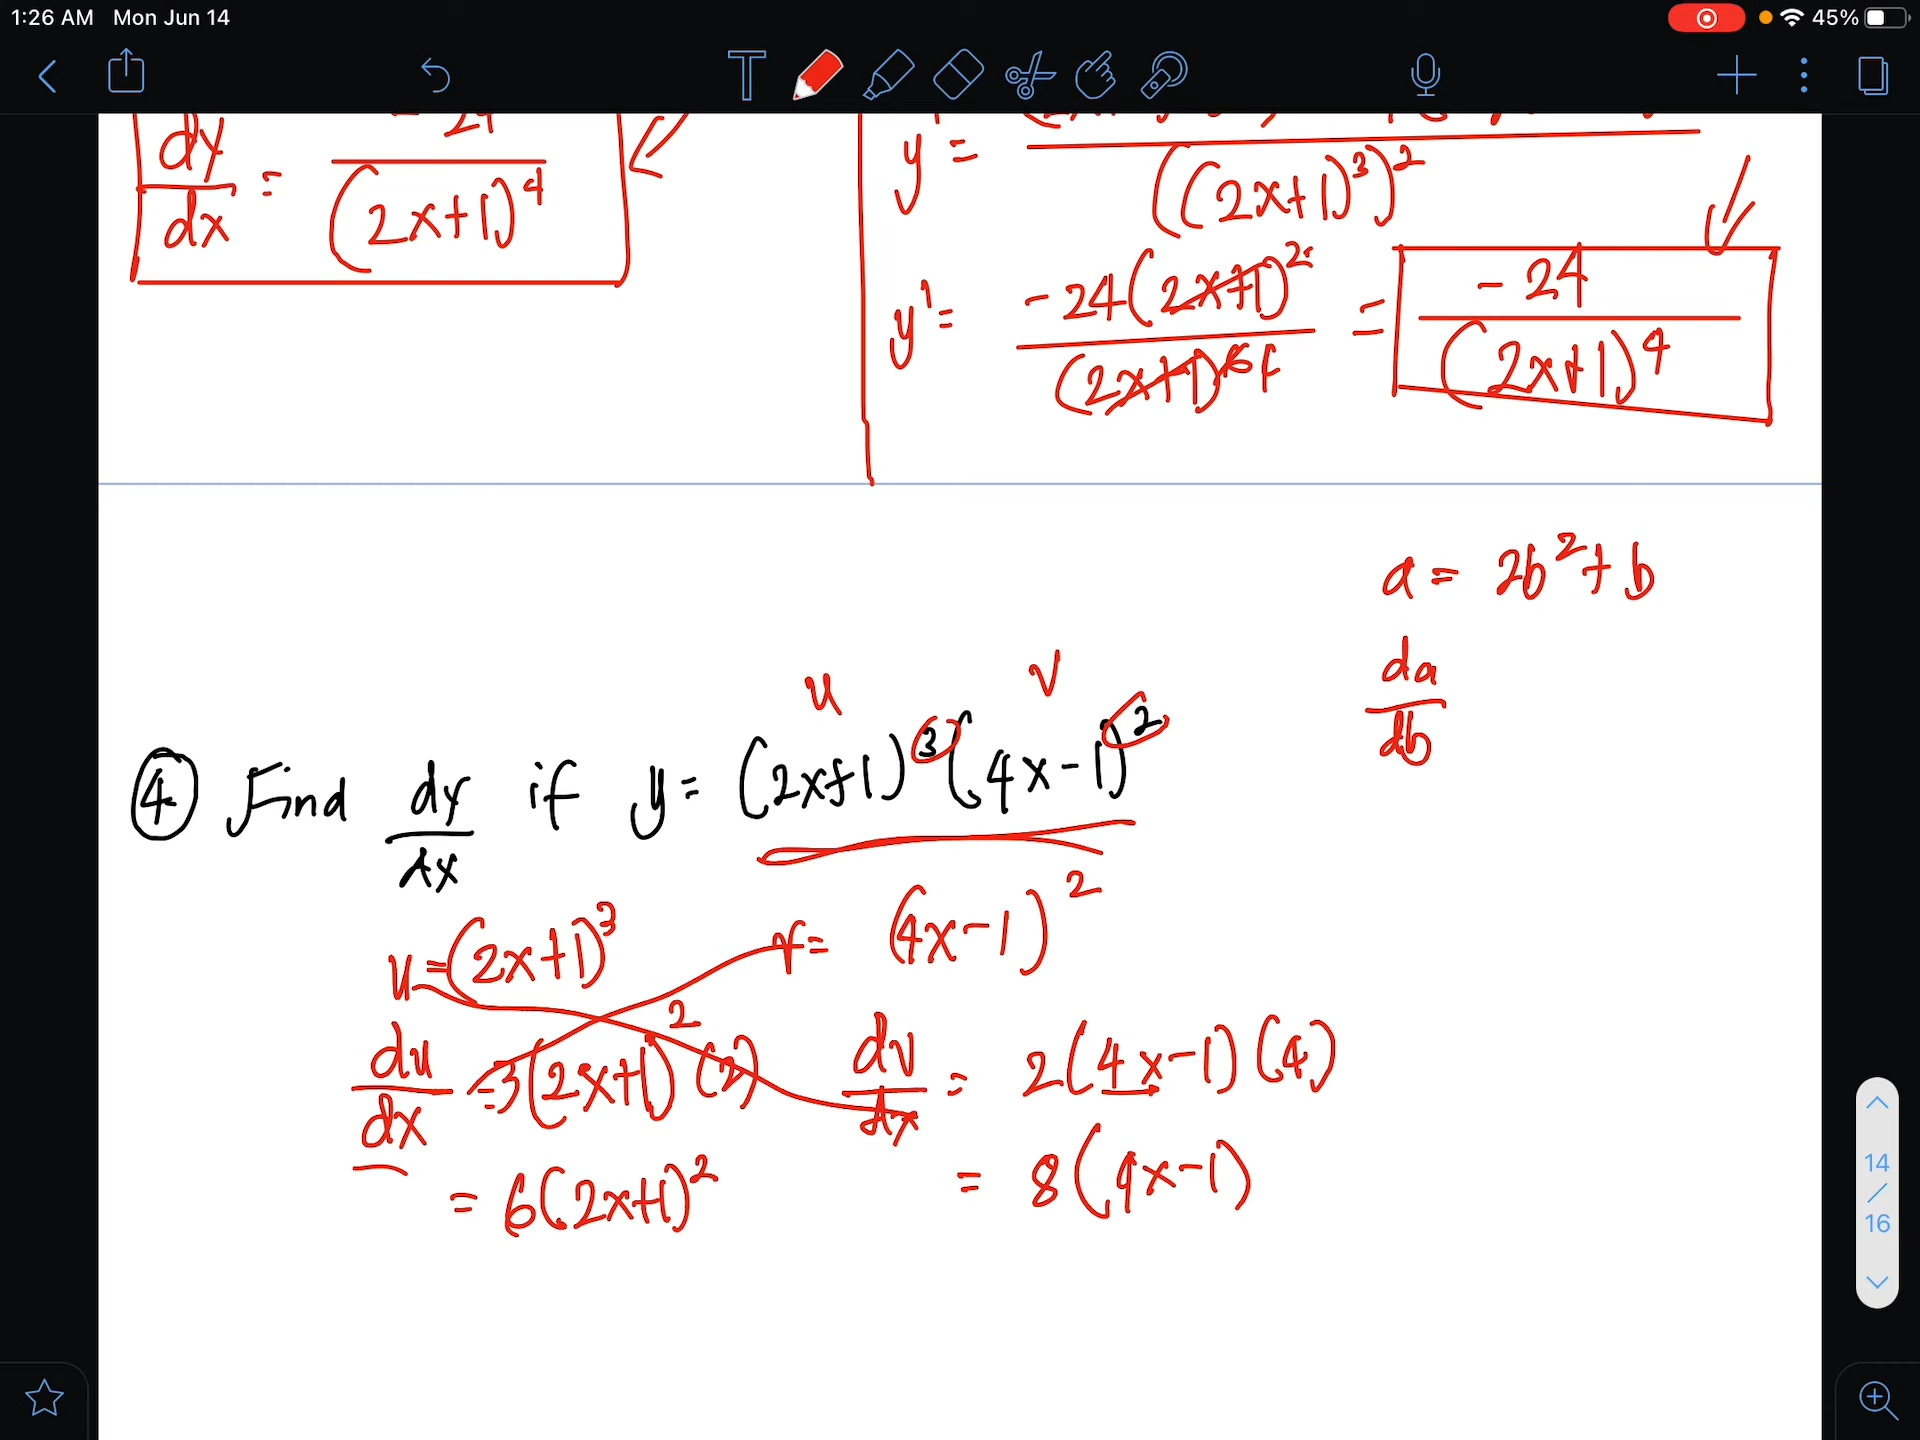 1:26 AM Mon Jun 14
45%
T
dy/dx = -24/(2x+1)^4
y' = /((2x+1)^3)^2
y' = -24(2x+1)^2/(2x+1)^6 4 = -24/(2x+1)^4
a = 2b^2 + b
da/db
u v
④ Find dy/dx if y = (2x+1)^3 (4x-1)^2
u = (2x+1)^3 v = (4x-1)^2
du/dx = 3(2x+1)^2 (2) dv/dx = 2(4x-1)(4)
= 6(2x+1)^2 = 8(4x-1)
14
/
16